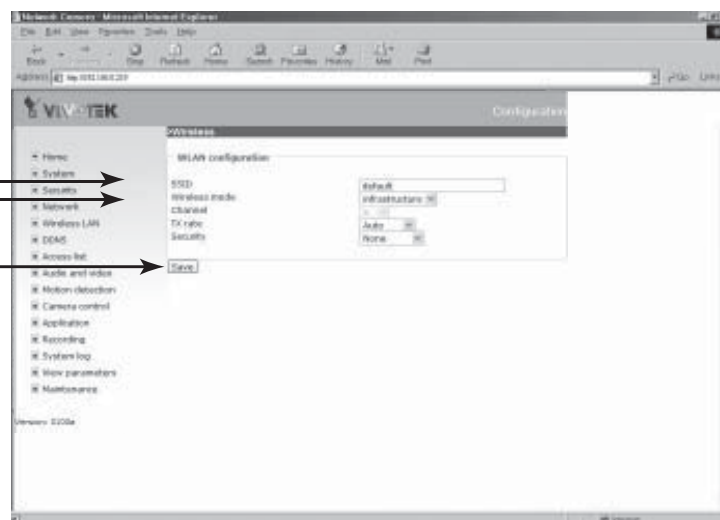 Network Camera - Microsoft Internet Explorer
File Edit View Favorites Tools Help
Back Stop Refresh Home Search Favorites History Mail Print
Address
Go Links
VIVOTEK
Configuration
>Wireless
Home
System
Security
Network
Wireless LAN
DDNS
Access list
Audio and video
Motion detection
Camera control
Application
Recording
System log
View parameters
Maintenance
WLAN configuration
SSID default
Wireless mode infrastructure
Channel
TX rate Auto
Security None
Save
Version: